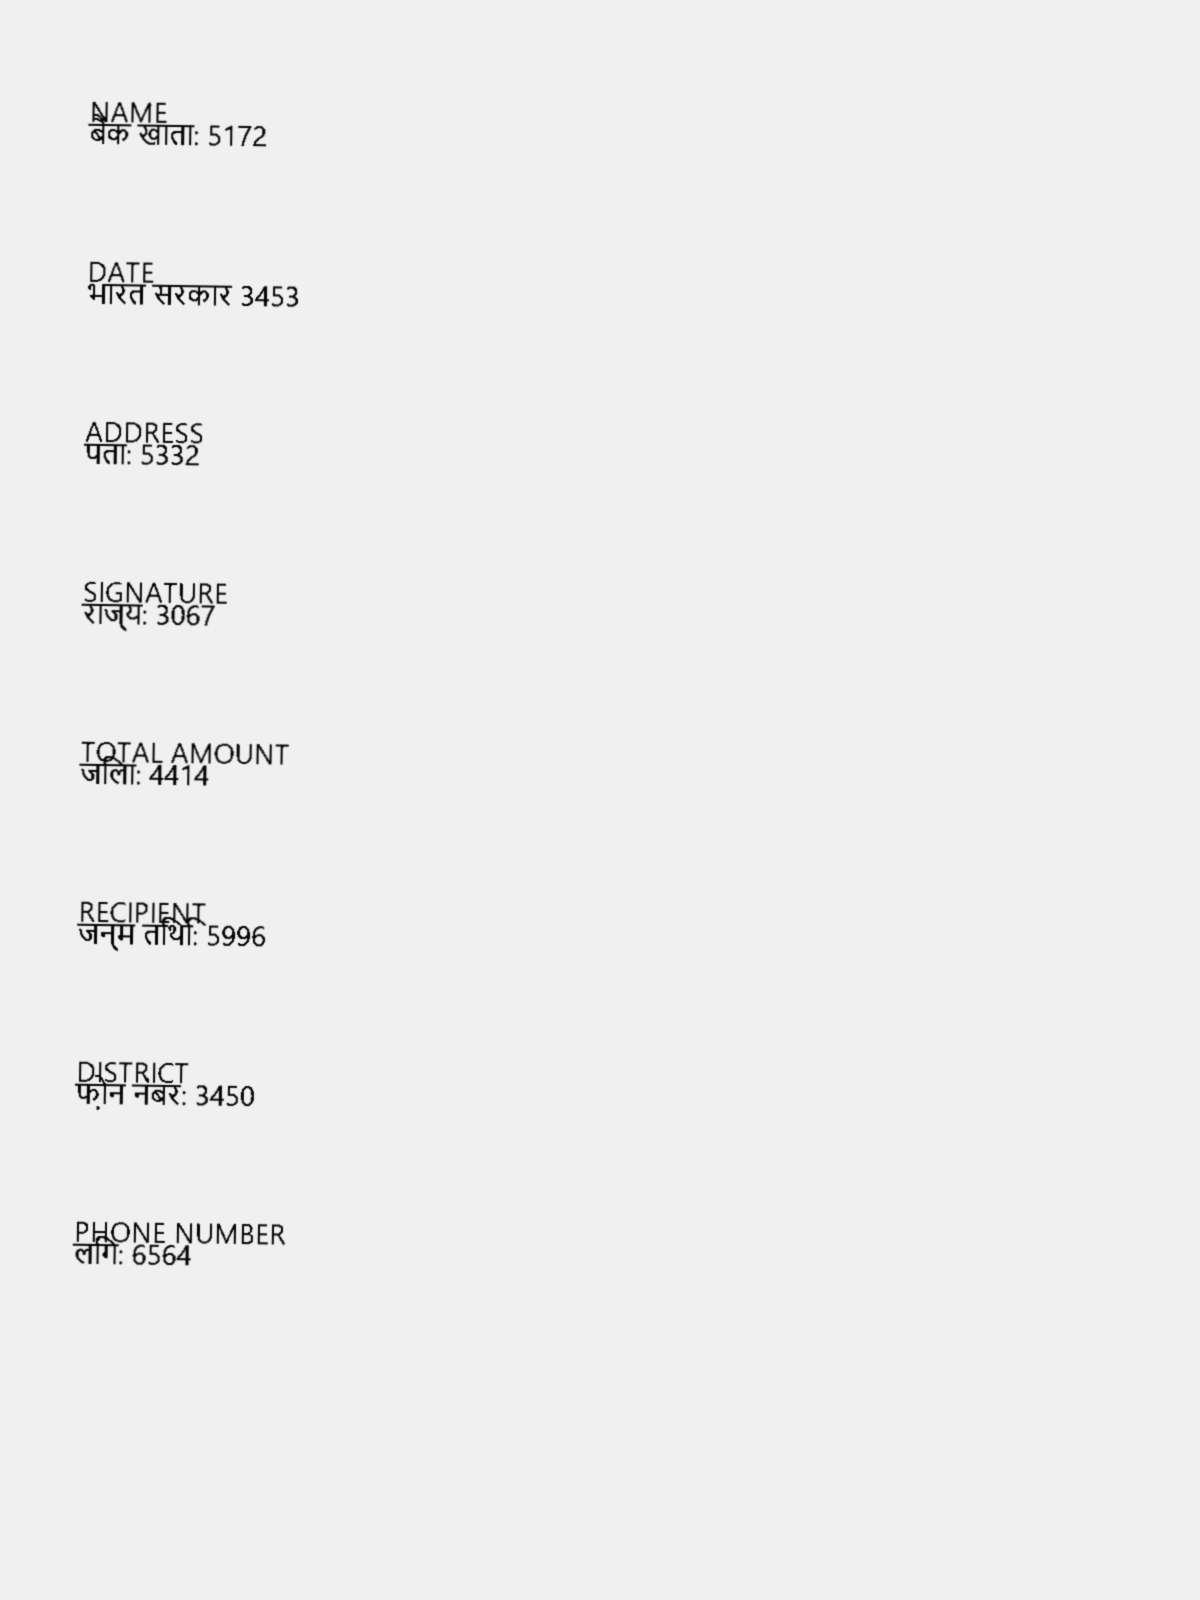 NAME
बैंक खाता: 5172
DATE
भारत सरकार 3453
ADDRESS
पता: 5332
SIGNATURE
राज्य: 3067
TOTAL AMOUNT
जिला: 4414
RECIPIENT
जन्म तिथि: 5996
DISTRICT
फ़ोन नंबर: 3450
PHONE NUMBER
लिंग: 6564